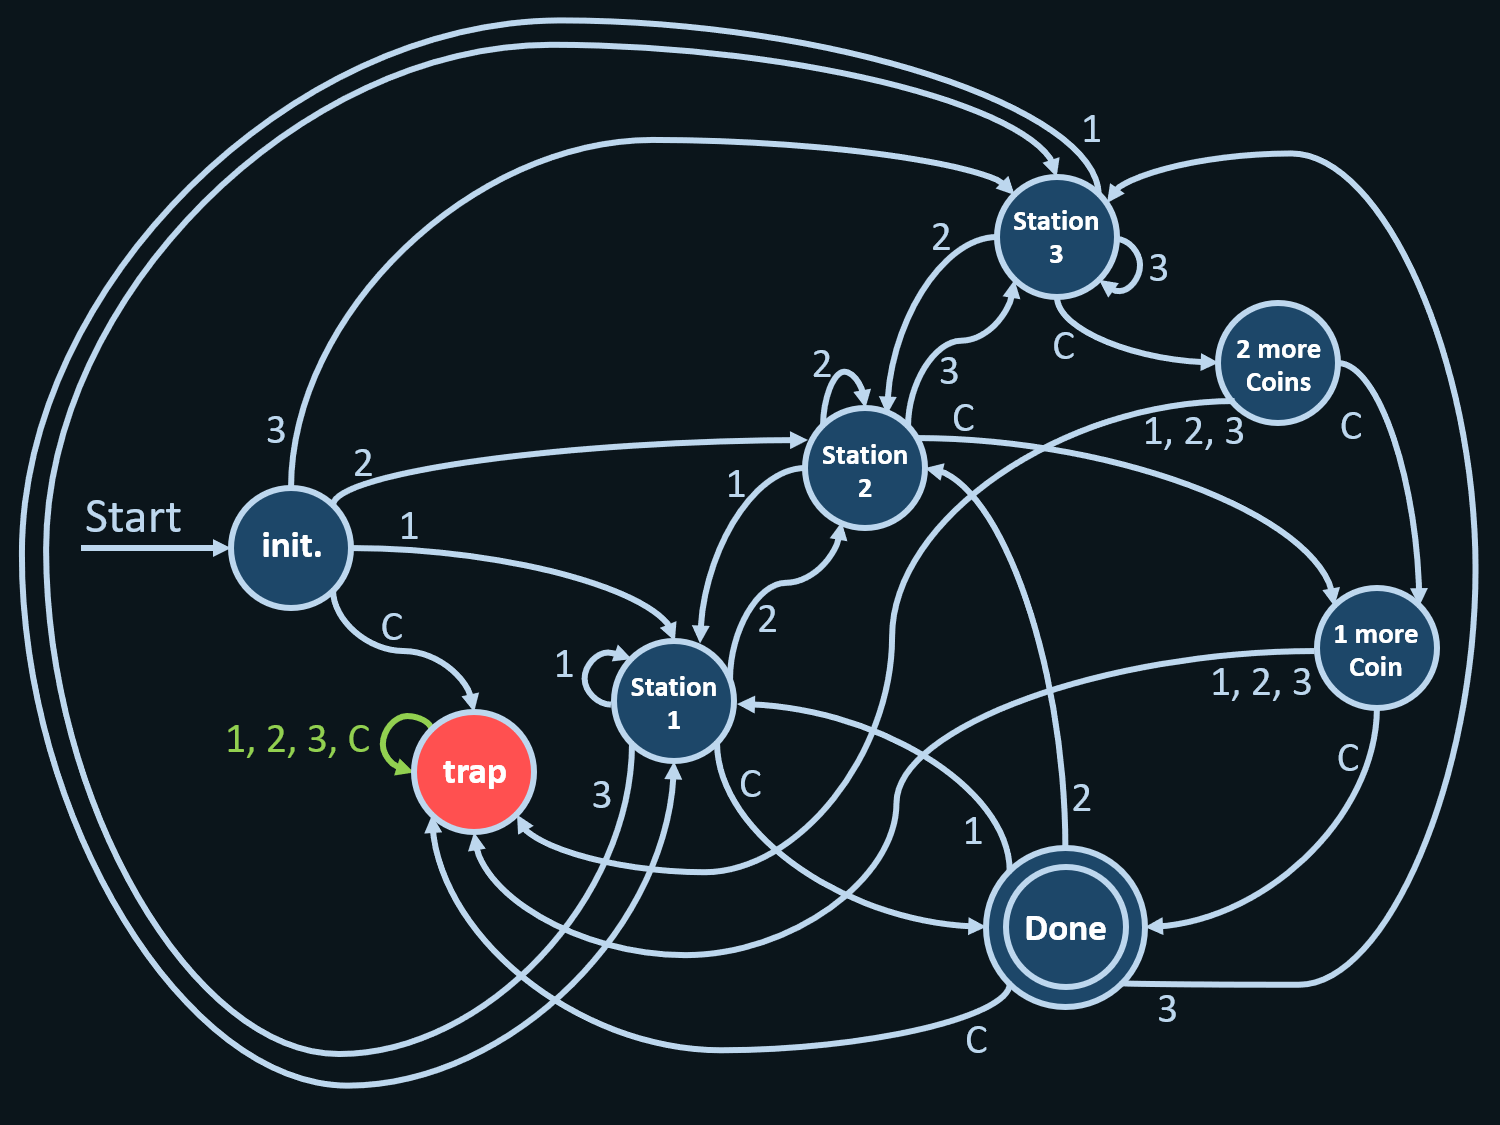 1
Station
3
2
3
C
2 more
Coins
2
3
C
1, 2, 3
C
3
2
Station
2
1
Start
1
init.
C
2
1
Station
1
1 more
Coin
1, 2, 3
1, 2, 3, C
trap
3
C
C
2
1
Done
3
C